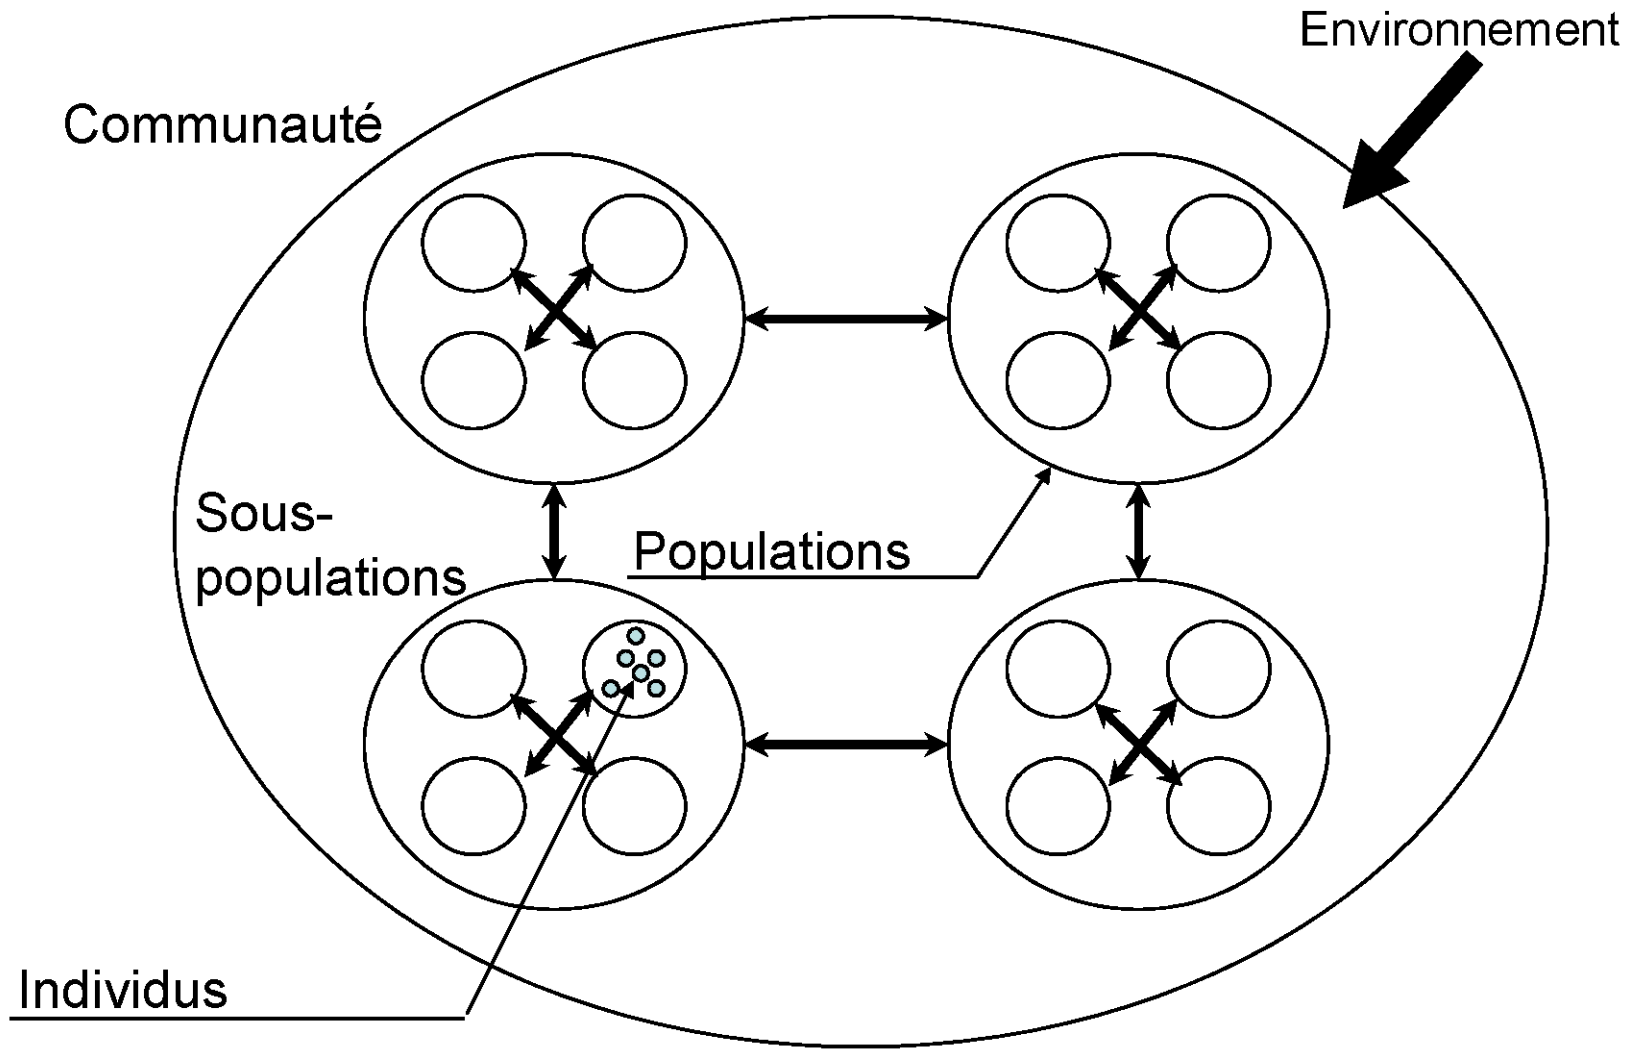 Environnement
Communauté
Sous-
populations
Populations
Individus